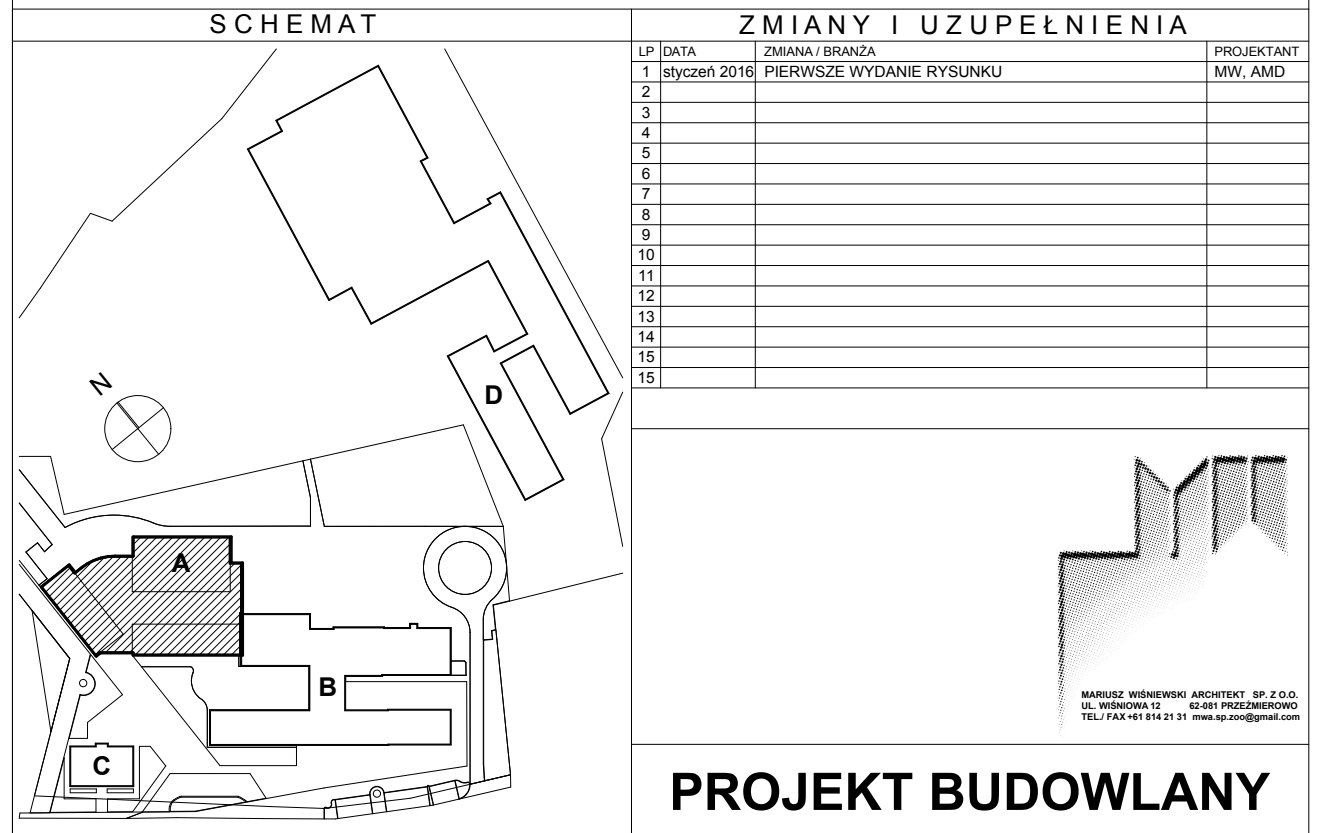 SCHEMAT
N
A
B
C
D
ZMIANY I UZUPEŁNIENIA
LP DATA ZMIANA / BRANŻA PROJEKTANT
1 styczeń 2016 PIERWSZE WYDANIE RYSUNKU MW, AMD
2
3
4
5
6
7
8
9
10
11
12
13
14
15
15
MARIUSZ WIŚNIEWSKI ARCHITEKT SP. Z O.O.
UL. WIŚNIOWA 12 62-081 PRZEŹMIEROWO
TEL./ FAX +61 814 21 31 mwa.sp.zoo@gmail.com
PROJEKT BUDOWLANY